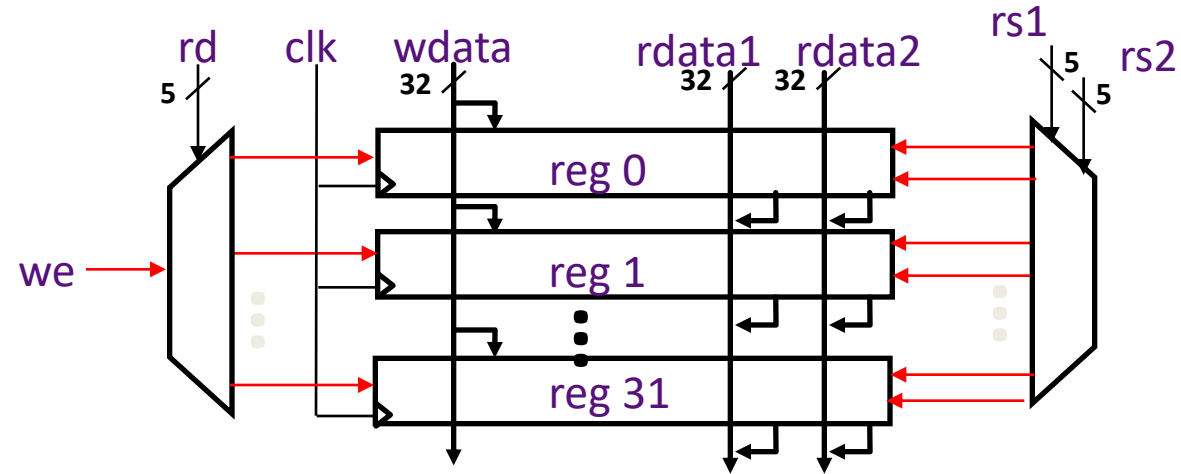 rd clk wdata rdata1 rdata2 rs1 rs2
5 32 32 32 5 5
reg 0
we reg 1
reg 31